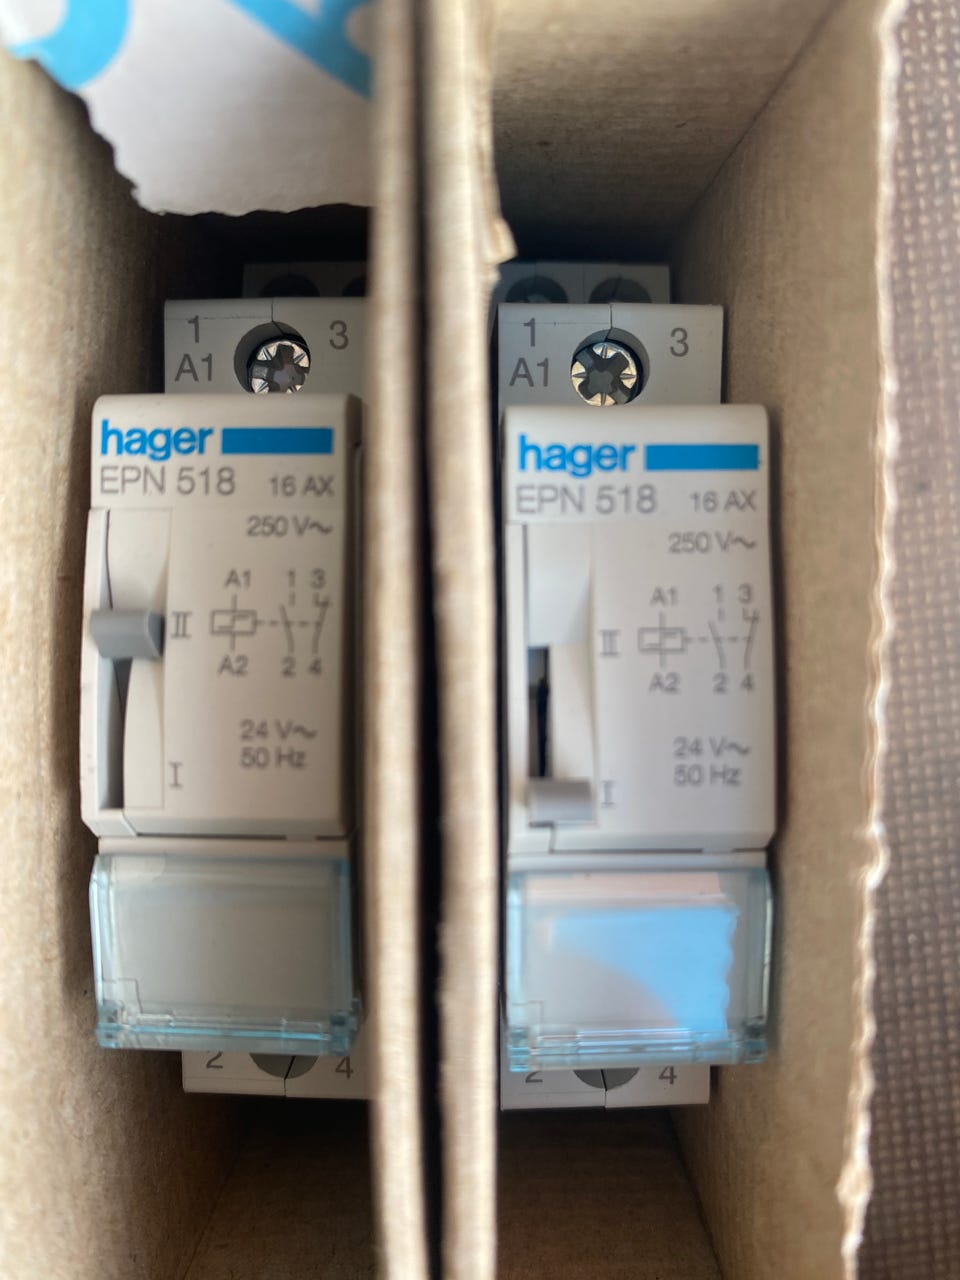 1 3
A1
hager
EPN 518 16 AX
250 V~
A1 1 3
II
A2 2 4
24 V~
50 Hz
I
2 4
1 3
A1
hager
EPN 518 16 AX
250 V~
A1 1 3
II
A2 2 4
24 V~
50 Hz
I
2 4